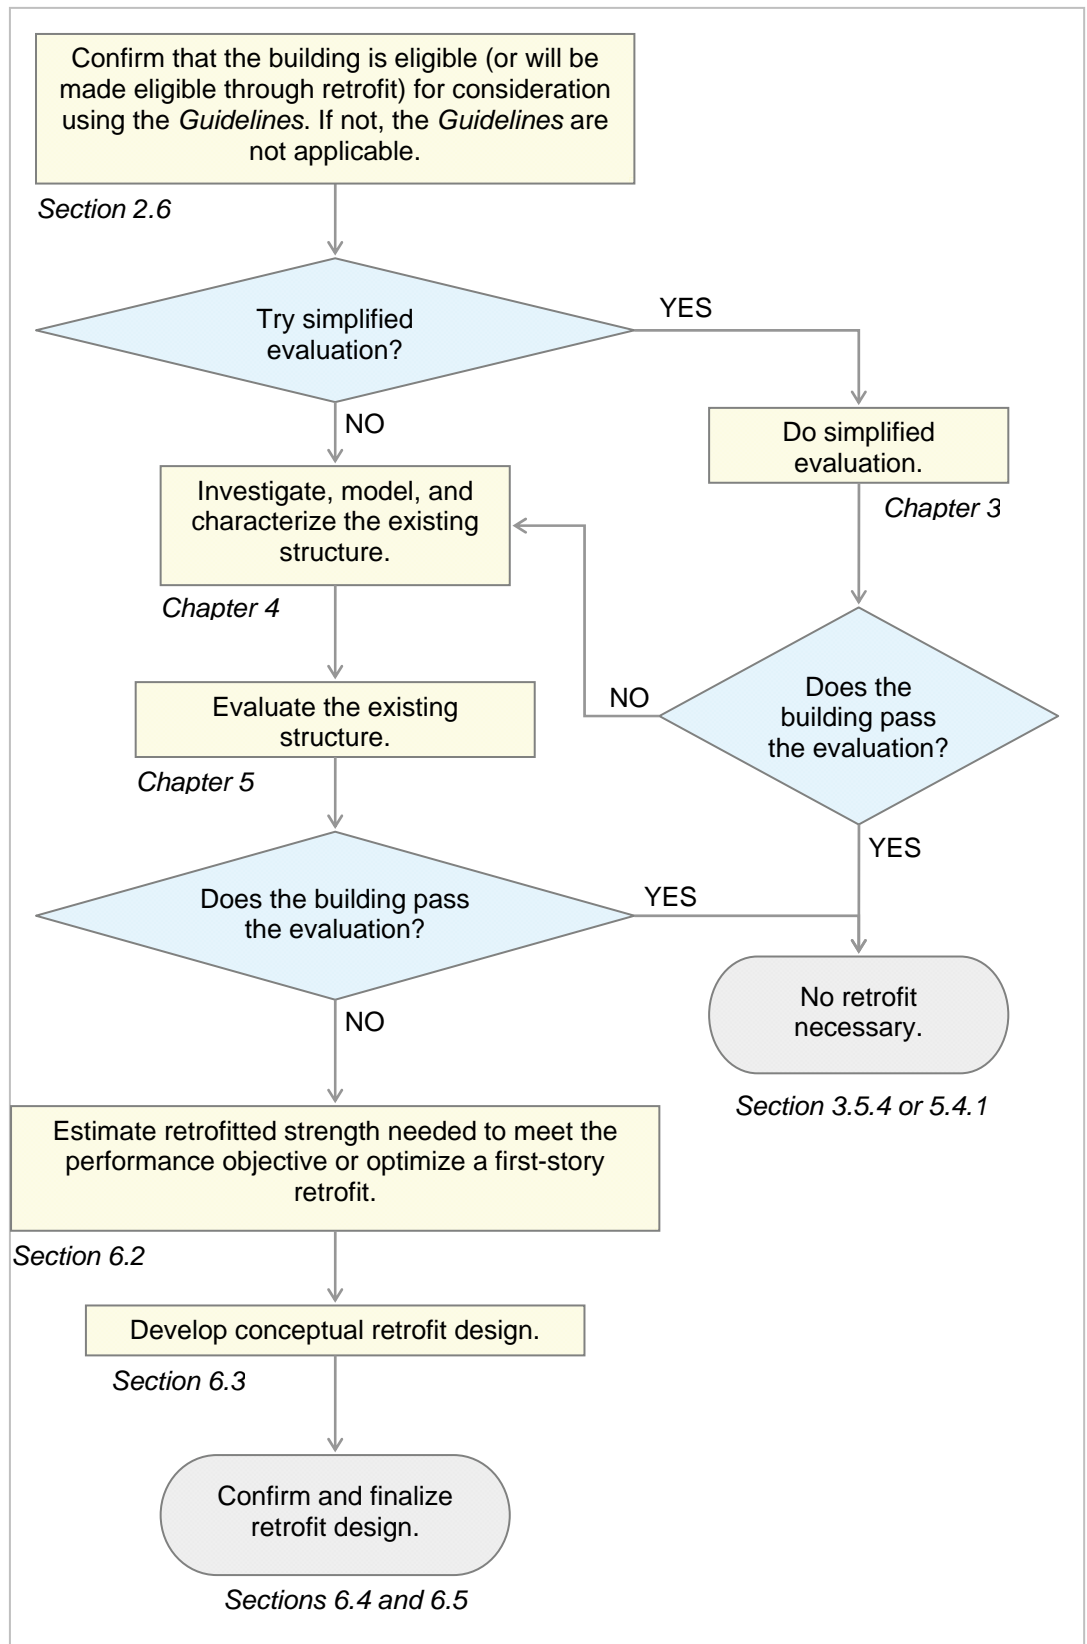 Confirm that the building is eligible (or will be
made eligible through retrofit) for consideration
using the Guidelines. If not, the Guidelines are
not applicable.
Section 2.6
Try simplified
evaluation?
YES
NO
Do simplified
evaluation.
Chapter 3
Investigate, model, and
characterize the existing
structure.
Chapter 4
Evaluate the existing
structure.
Chapter 5
Does the
building pass
the evaluation?
NO
YES
Does the building pass
the evaluation?
YES
NO
No retrofit
necessary.
Section 3.5.4 or 5.4.1
Estimate retrofitted strength needed to meet the
performance objective or optimize a first-story
retrofit.
Section 6.2
Develop conceptual retrofit design.
Section 6.3
Confirm and finalize
retrofit design.
Sections 6.4 and 6.5